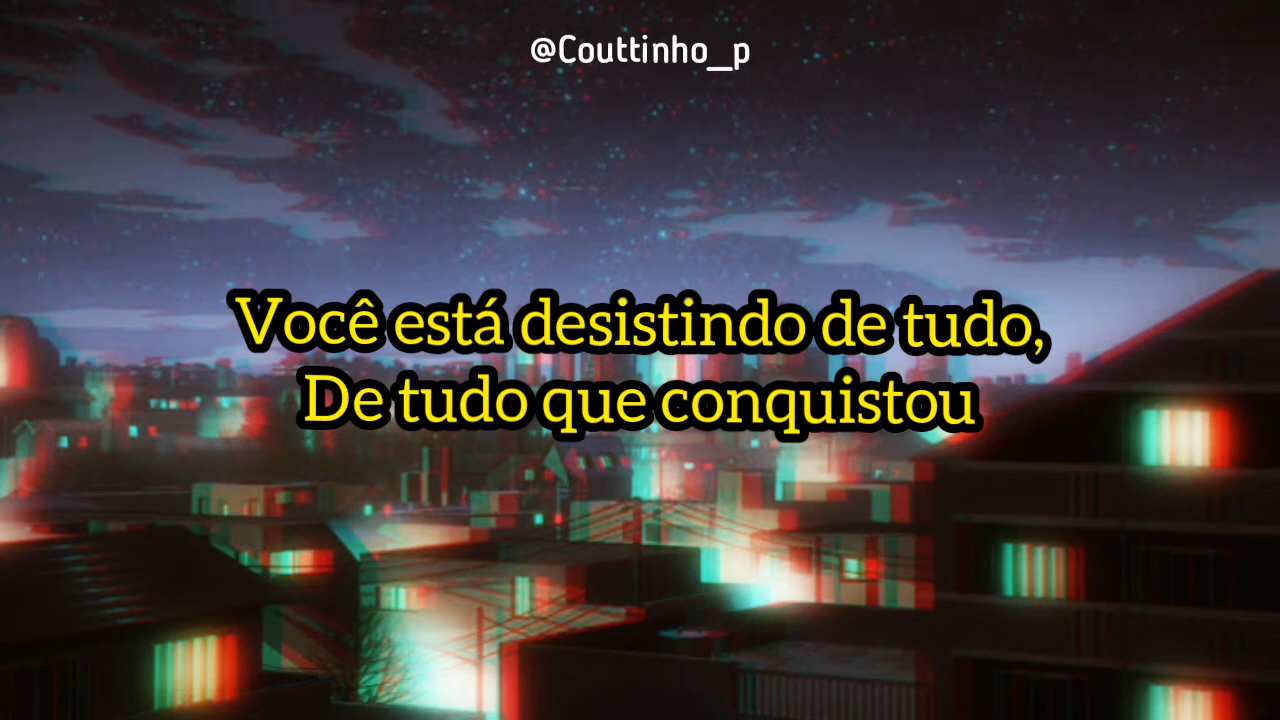 @Couttinho_p
Você está desistindo de tudo,
De tudo que conquistou